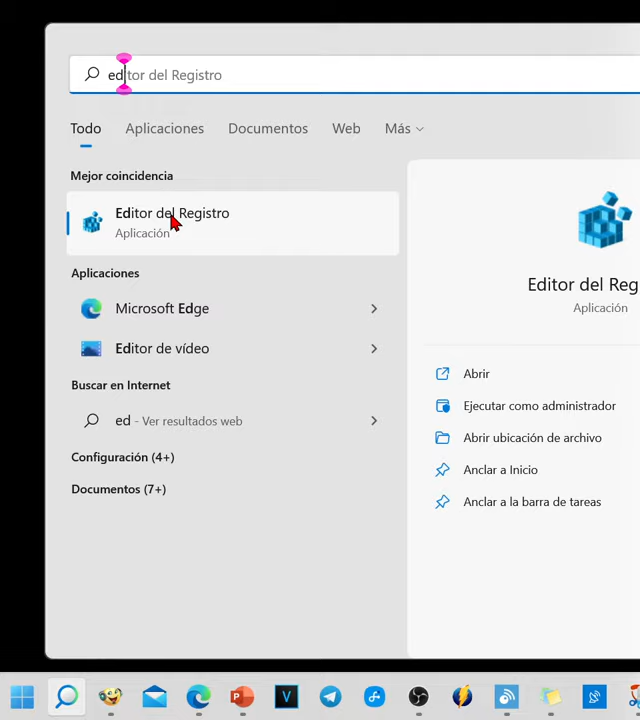 editor del Registro
Todo Aplicaciones Documentos Web Más
Mejor coincidencia
Editor del Registro
Aplicación
Aplicaciones
Microsoft Edge
Editor de vídeo
Buscar en Internet
ed - Ver resultados web
Configuración (4+)
Documentos (7+)
Editor del Reg
Aplicación
Abrir
Ejecutar como administrador
Abrir ubicación de archivo
Anclar a Inicio
Anclar a la barra de tareas
P
V